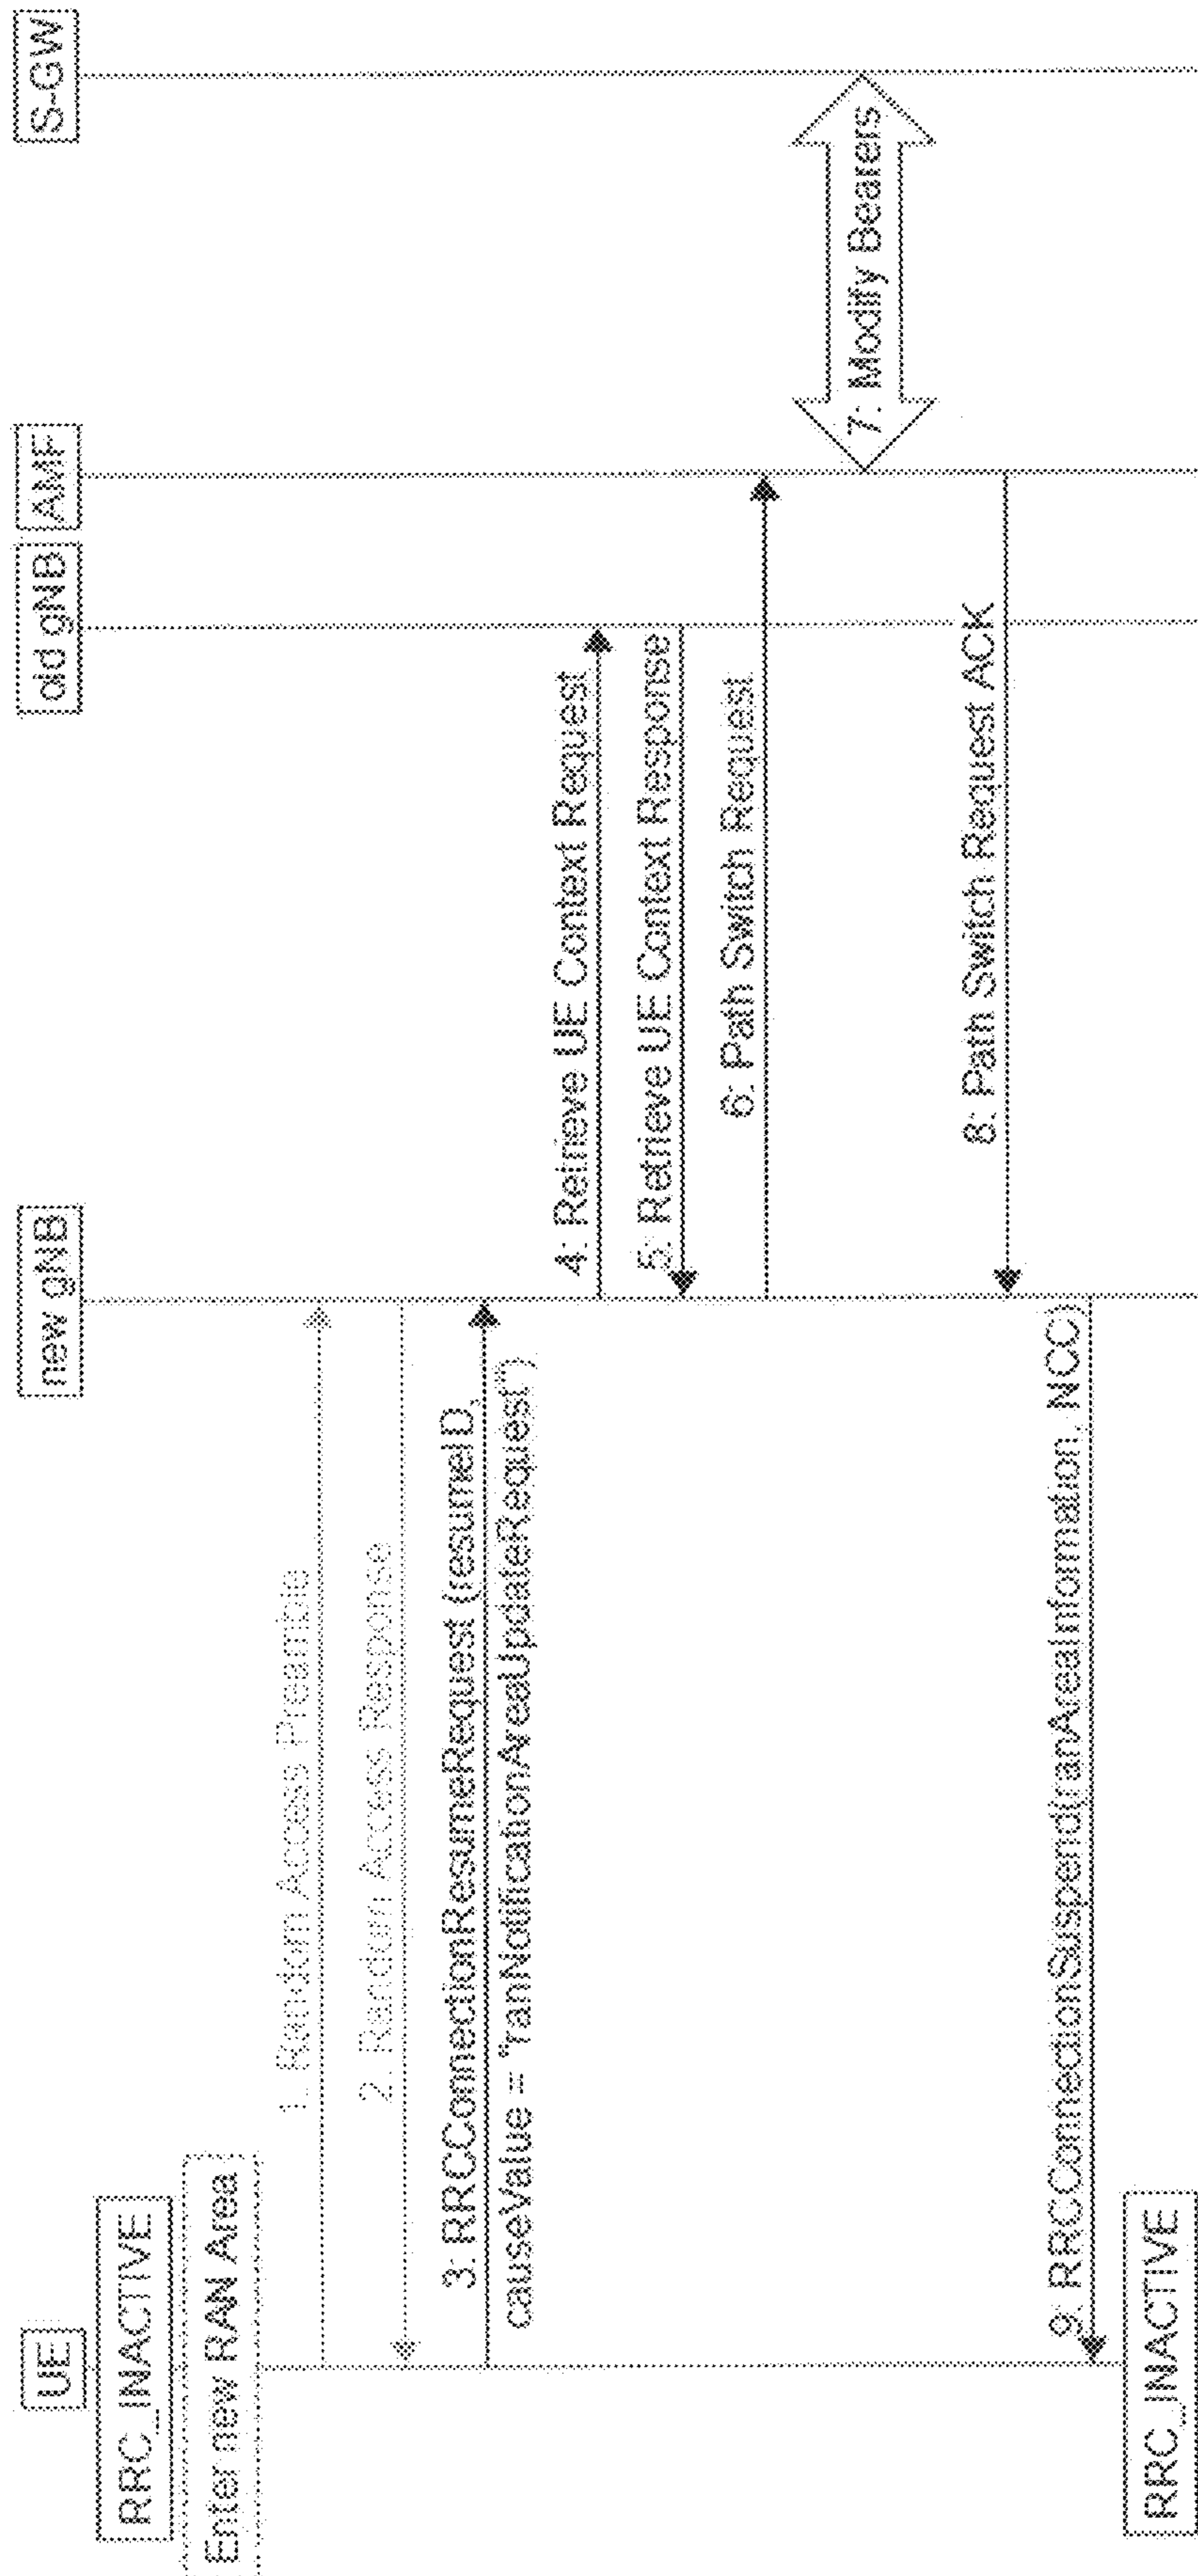 UE
new gNB
old gNB
AMF
S-GW
RRC_INACTIVE
Enter new RAN Area
1. Random Access Preamble
2. Random Access Response
3: RRCConnectionResumeRequest (resumeID,
causeValue = "ranNotificationAreaUpdateRequest")
4: Retrieve UE Context Request
5: Retrieve UE Context Response
6: Path Switch Request
7: Modify Bearers
8: Path Switch Request ACK
9: RRCConnectionSuspend(ranAreaInformation, NCC)
RRC_INACTIVE